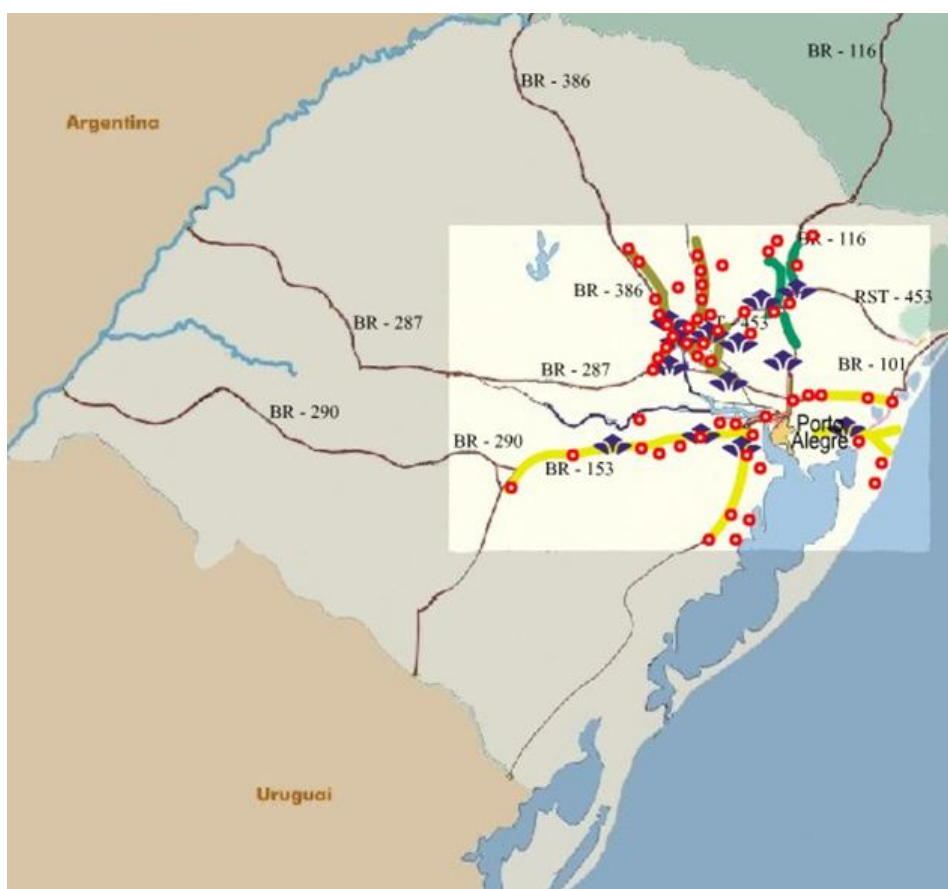 BR - 116
BR - 386
Argentina
BR - 116
BR - 386
RST - 453
T - 453
BR - 287
BR - 101
BR - 287
BR - 290
Porto
Alegre
BR - 290
BR - 153
Uruguai